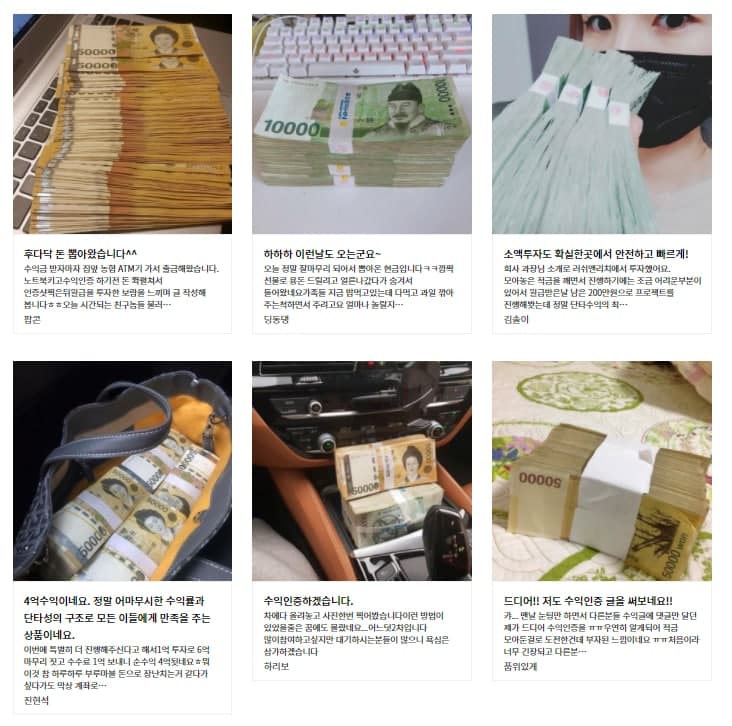 50000
10000
00000
후다닥 돈 뽑아왔습니다^^
수익금 받자마자 집앞 농협 ATM기 가서 출금해왔습니다.
노트북키고수익인증 하기전 돈 쫙펼쳐서
인증샷찍은뒤말금을 투자한 보람을 느끼며 글 작성해
봅니다ㅎㅎ오늘 시간되는 친구놈들 불러…
팝콘
하하하 이런날도 오는군요~
오늘 정말 잘마무리 되어서 뽑아온 현금입니다ㅋㅋ깜짝
선물로 용돈 드릴려고 얼른나갔다가 숨겨서
들어왔네요가족들 지금 밥먹고있는데 다먹고 과일 깎아
주는척하면서 주려고요 얼마나 놀랄지…
딩동댕
소액투자도 확실한곳에서 안전하고 빠르게!
회사 과장님 소개로 러쉬앤리치에서 투자했어요.
모아놓은 적금을 깨면서 진행하기에는 조금 어려운부분이
있어서 월급받은날 남은 200만원으로 프로젝트를
진행해봤는데 정말 단타수익의 최…
김솔이
50000
50000
50000
50000
50000
50000
4억수익이네요. 정말 어마무시한 수익률과
단타성의 구조로 모든 이들에게 만족을 주는
상품이네요.
이번에 특별히 더 진행해주신다고 해서1억 투자로 6억
마무리 짓고 수수료 1억 보내니 순수익 4억됫네요ㅎ뭐
이것 참 하루하루 부루마블 돈으로 장난치는거 같다가
싶다가도 막상 계좌로…
진현석
수익인증하겠습니다.
차에다 올려놓고 사진한번 찍어봤습니다이런 방법이
있었을줄은 꿈에도 몰랐네요...어느덧2차입니다
많이참여하고싶지만 대기하시는분들이 많으니 욕심은
삼가하겠습니다
하리보
드디어!! 저도 수익인증 글을 써보네요!!
캬... 맨날 눈팅만 하면서 다른분들 수익글에 댓글만 달던
제가 드디어 수익인증을 ㅠㅠ우연히 알게되어 적금
모아둔걸로 도전한건데 부자된 느낌이네요 ㅠㅠ처음이라
너무 긴장되고 다른분…
품위있게